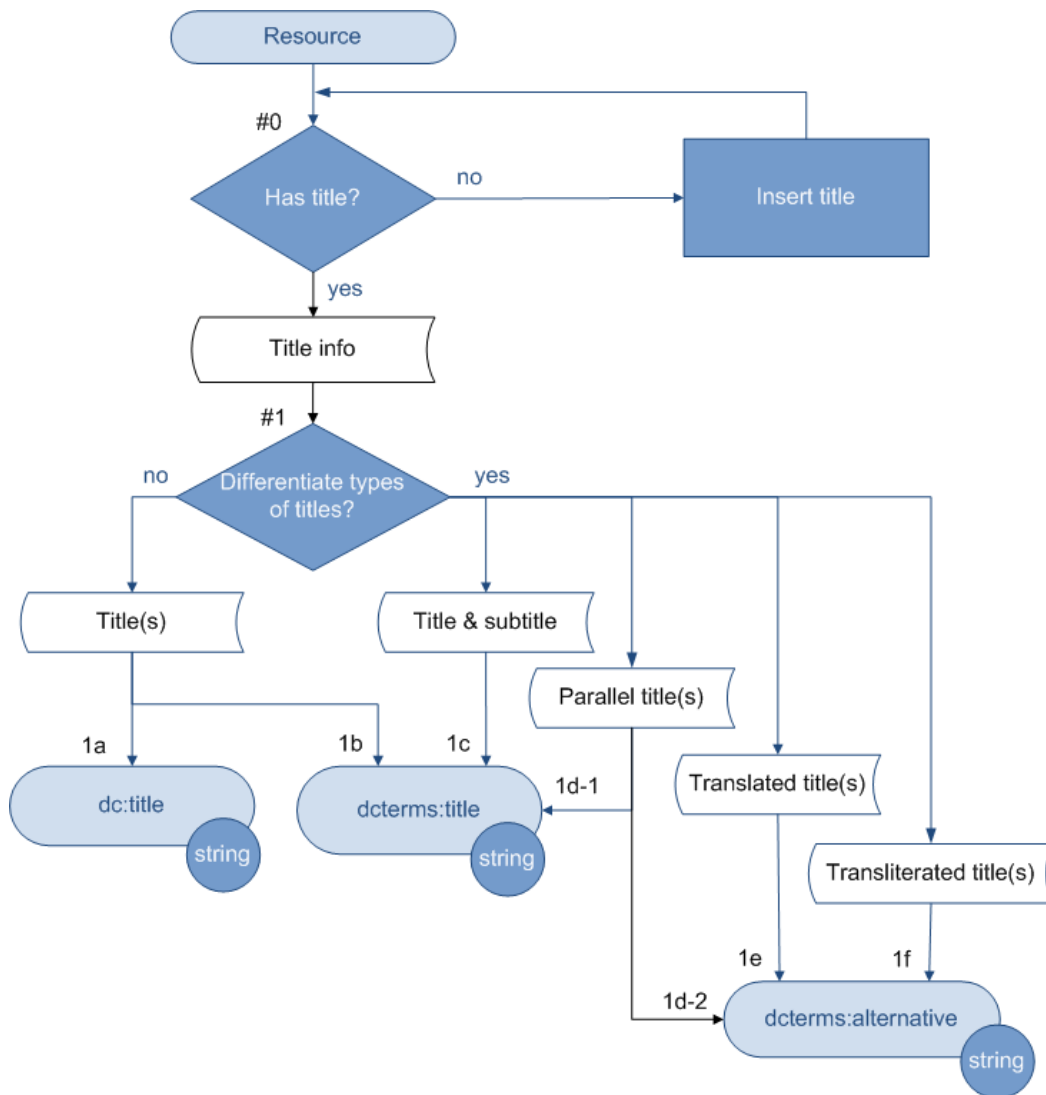 Resource
#0
Has title?
no
Insert title
yes
Title info
#1
no
Differentiate types
of titles?
yes
Title(s)
Title & subtitle
Parallel title(s)
1a
1b
1c
Translated title(s)
dc:title
dcterms:title
1d-1
string
string
Transliterated title(s)
1e
1f
1d-2
dcterms:alternative
string